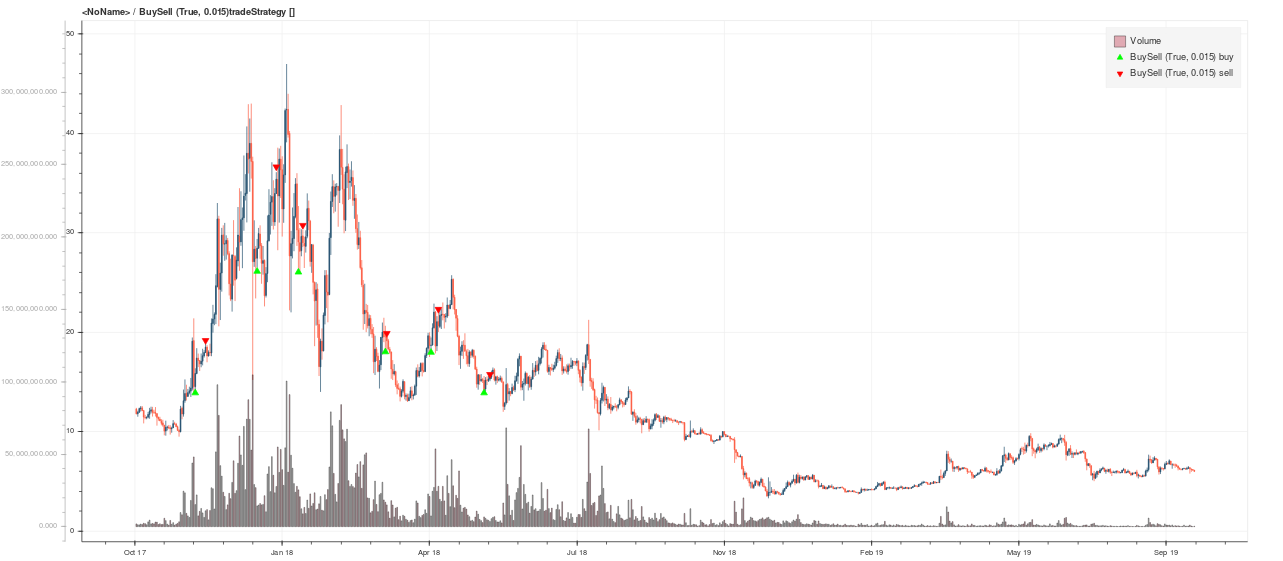 <NoName> / BuySell (True, 0.015)tradeStrategy []
Volume
BuySell (True, 0.015) buy
BuySell (True, 0.015) sell
50
40
30
20
10
0
300.000.000.000
250.000.000.000
200.000.000.000
150.000.000.000
100.000.000.000
50.000.000.000
0.000
Oct 17
Jan 18
Apr 18
Jul 18
Nov 18
Feb 19
May 19
Sep 19